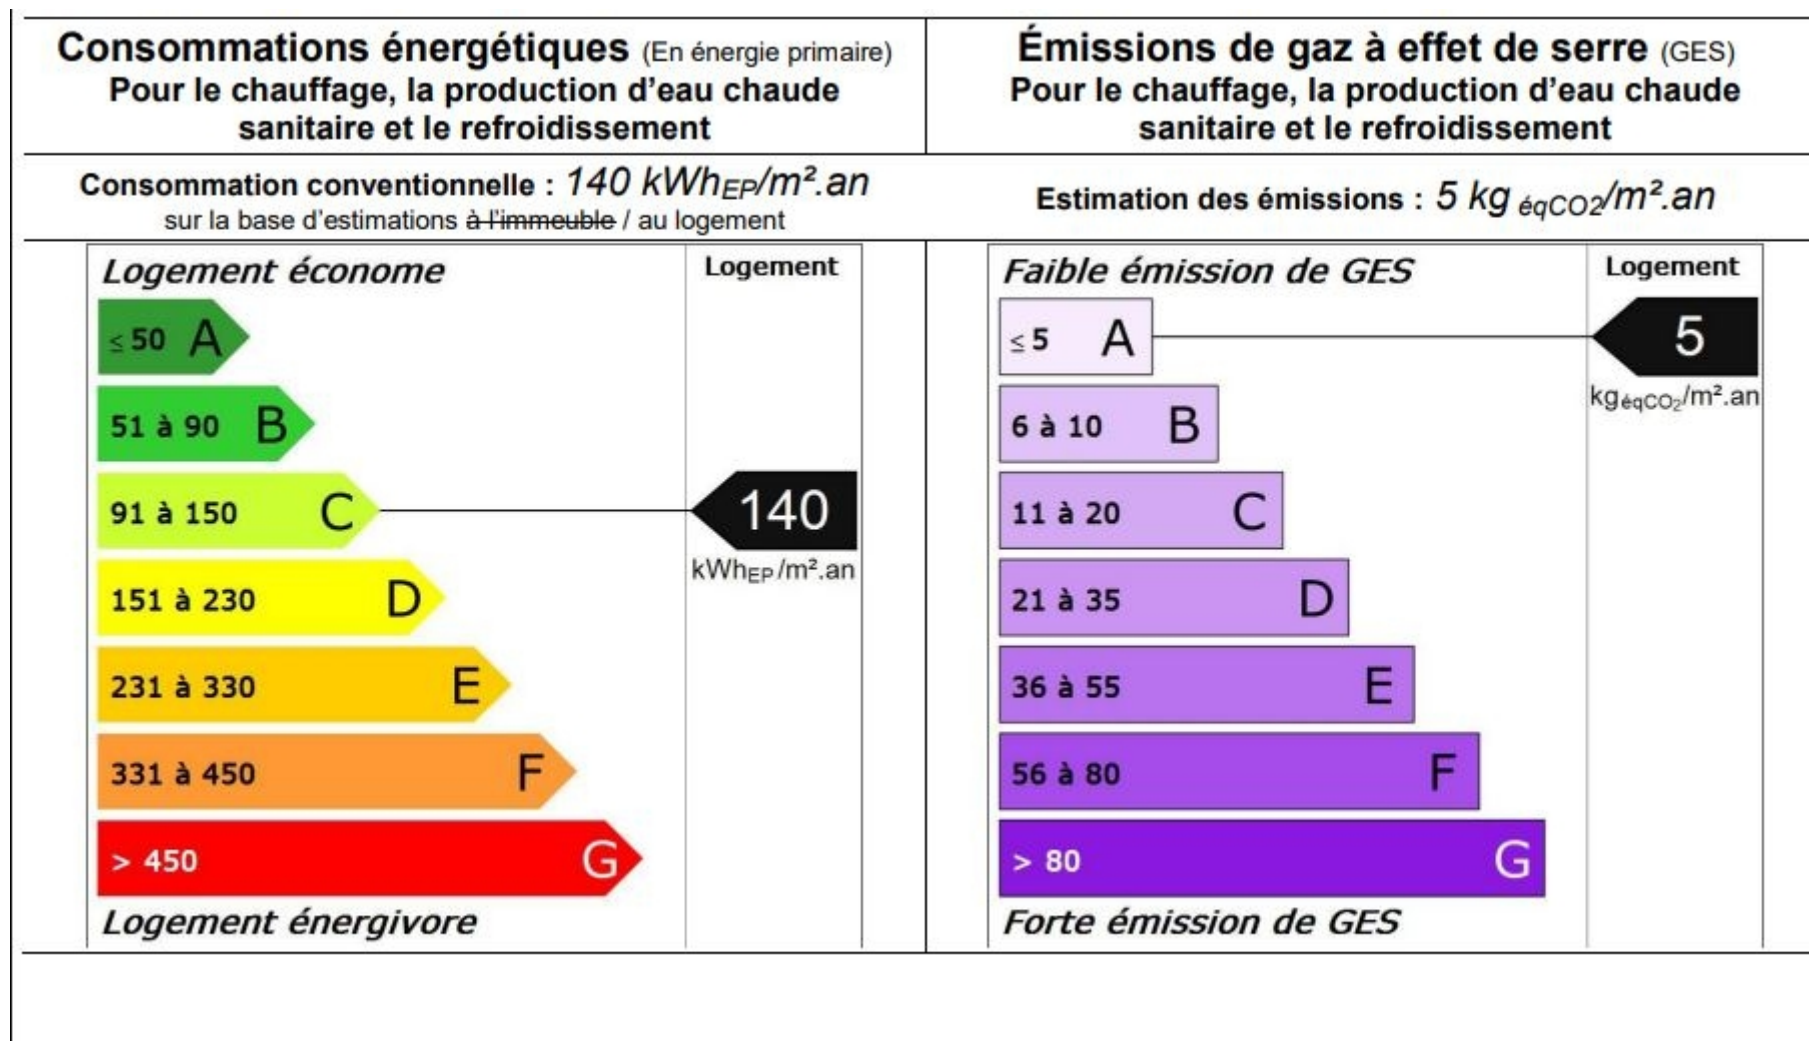 Consommations énergétiques (En énergie primaire)
Pour le chauffage, la production d'eau chaude
sanitaire et le refroidissement
Consommation conventionnelle : 140 kWhEP/m².an
sur la base d'estimations à l'immeuble / au logement
Logement économe
Logement
≤ 50 A
51 à 90 B
91 à 150 C
140
kWhEP/m².an
151 à 230 D
231 à 330 E
331 à 450 F
> 450 G
Logement énergivore
Émissions de gaz à effet de serre (GES)
Pour le chauffage, la production d'eau chaude
sanitaire et le refroidissement
Estimation des émissions : 5 kg éqCO2/m².an
Faible émission de GES
Logement
≤ 5 A
5
kgéqCO2/m².an
6 à 10 B
11 à 20 C
21 à 35 D
36 à 55 E
56 à 80 F
> 80 G
Forte émission de GES